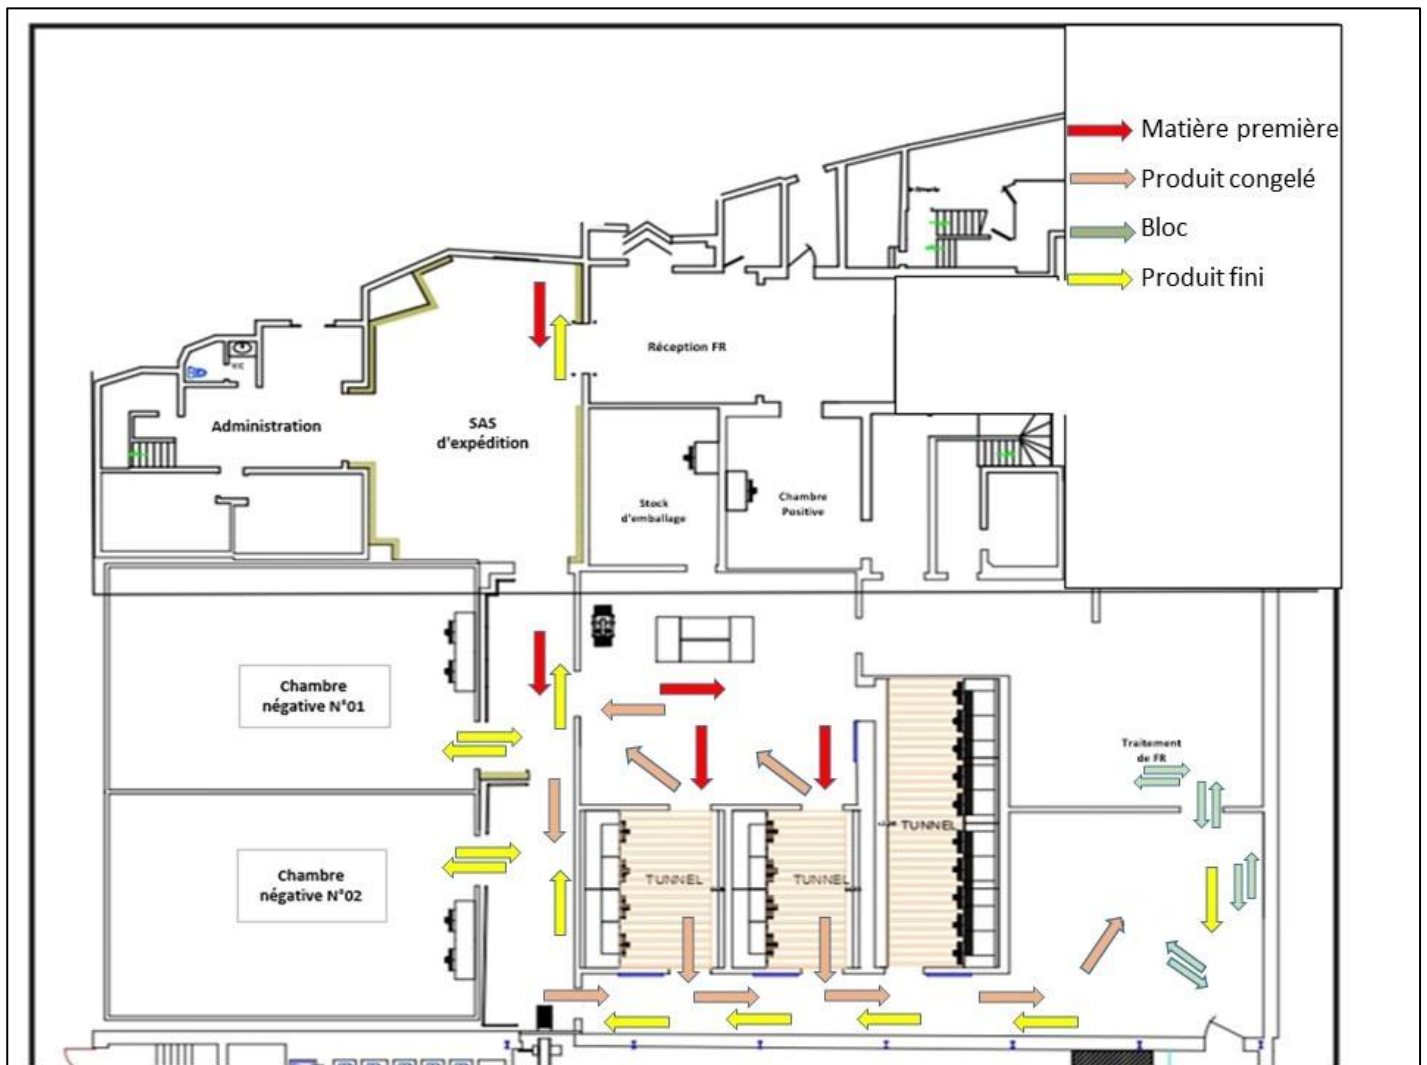 Matière première
Produit congelé
Bloc
Produit fini
WC
Réception FR
Administration
SAS
d'expédition
Stock
d'emballage
Chambre
Positive
Chambre
négative N°01
Traitement
de FR
Chambre
négative N°02
TUNNEL
TUNNEL
TUNNEL